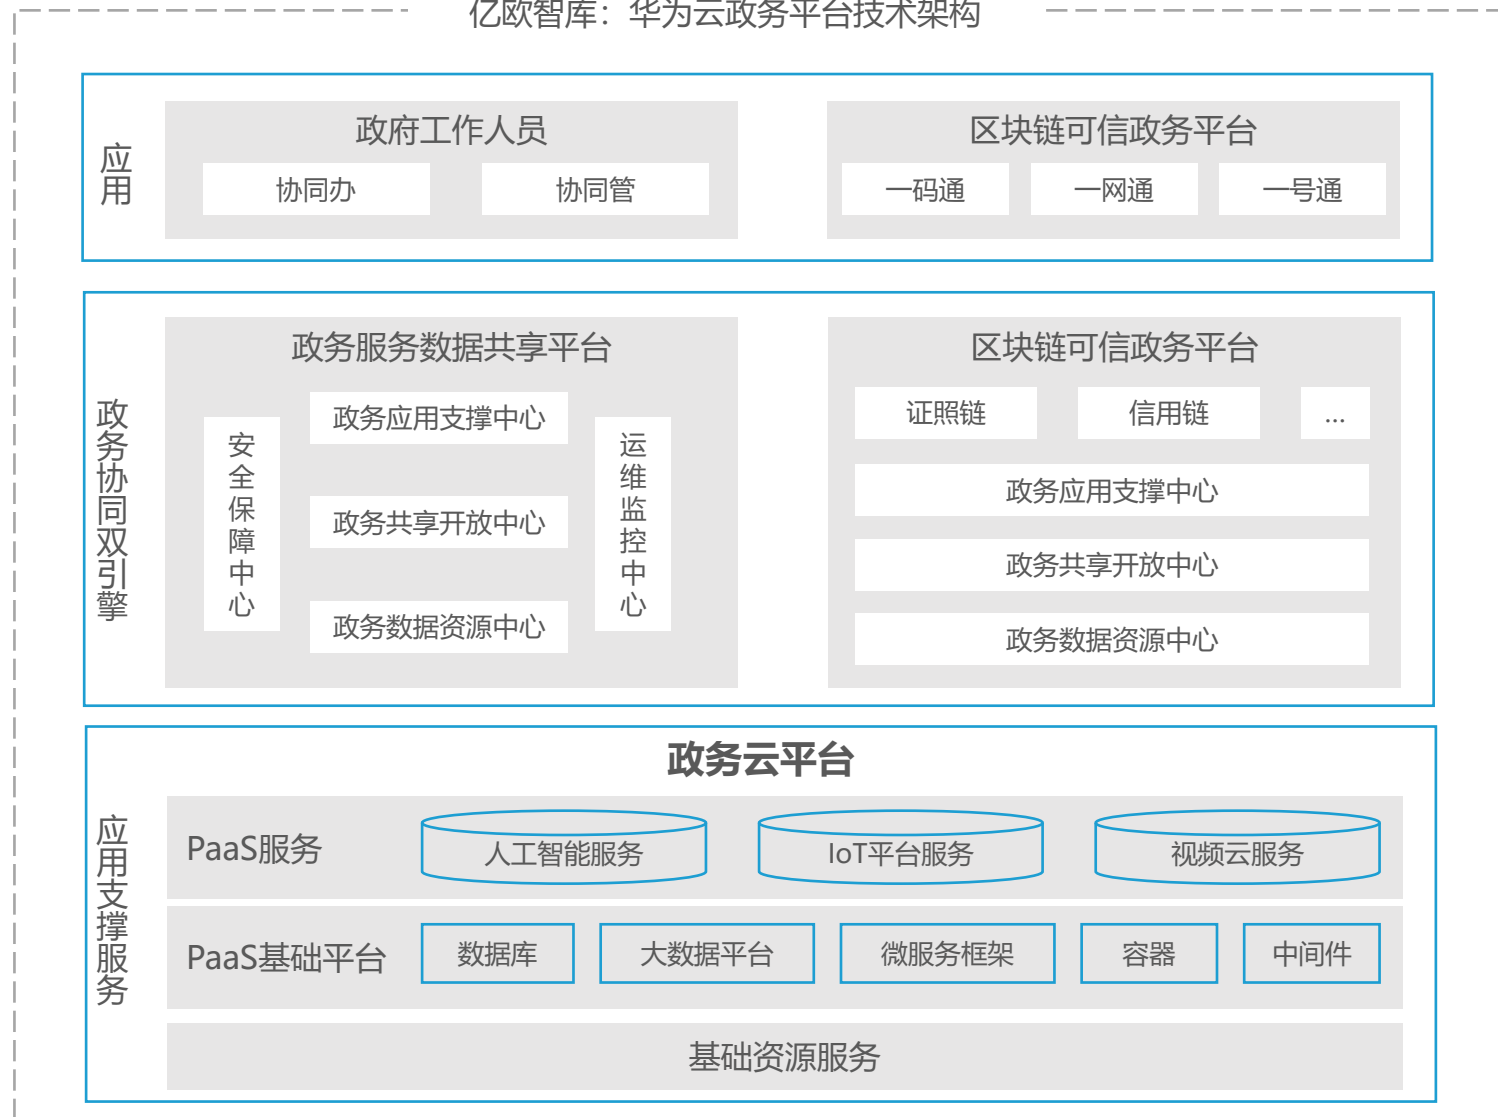 亿欧智库：华为云政务平台技术架构
应用
政府工作人员
协同办
协同管
区块链可信政务平台
一码通
一网通
一号通
政务协同双引擎
政务服务数据共享平台
安全保障中心
政务应用支撑中心
政务共享开放中心
政务数据资源中心
运维监控中心
区块链可信政务平台
证照链
信用链
...
政务应用支撑中心
政务共享开放中心
政务数据资源中心
应用支撑服务
政务云平台
PaaS服务
人工智能服务
IoT平台服务
视频云服务
PaaS基础平台
数据库
大数据平台
微服务框架
容器
中间件
基础资源服务